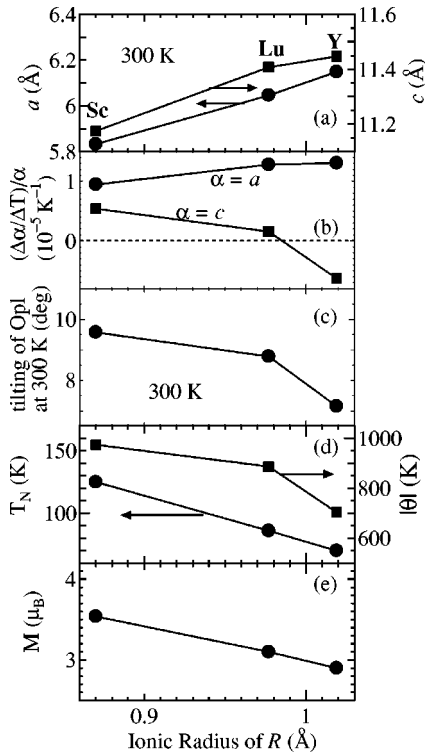 6.4
300 K
Lu
Y
11.6
6.2
a (Å)
11.4
c (Å)
6
Sc
11.2
(a)
5.8
(Δα/ΔT)/α
(10⁻⁵ K⁻¹)
1
α = a
α = c
(b)
0
tilting of Opl
at 300 K (deg)
10
(c)
8
300 K
T_N (K)
150
(d)
1000
|θ| (K)
800
100
600
M (μ_B)
4
(e)
3
0.9
1
Ionic Radius of R (Å)